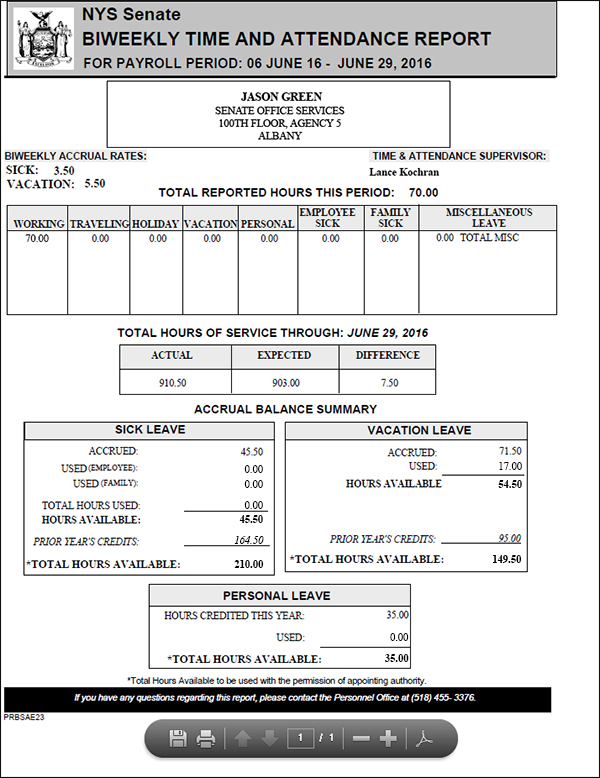 NYS Senate
BIWEEKLY TIME AND ATTENDANCE REPORT
FOR PAYROLL PERIOD: 06 JUNE 16 - JUNE 29, 2016
EXCELSIOR
JASON GREEN
SENATE OFFICE SERVICES
100TH FLOOR, AGENCY 5
ALBANY
BIWEEKLY ACCRUAL RATES: TIME & ATTENDANCE SUPERVISOR:
SICK: 3.50 Lance Kochran
VACATION: 5.50
TOTAL REPORTED HOURS THIS PERIOD: 70.00
WORKING TRAVELING HOLIDAY VACATION PERSONAL EMPLOYEE SICK FAMILY SICK MISCELLANEOUS LEAVE
70.00 0.00 0.00 0.00 0.00 0.00 0.00 0.00 TOTAL MISC
TOTAL HOURS OF SERVICE THROUGH: JUNE 29, 2016
ACTUAL EXPECTED DIFFERENCE
910.50 903.00 7.50
ACCRUAL BALANCE SUMMARY
SICK LEAVE
ACCRUED: 45.50
USED (EMPLOYEE): 0.00
USED (FAMILY): 0.00
TOTAL HOURS USED: 0.00
HOURS AVAILABLE: 45.50
PRIOR YEAR'S CREDITS: 164.50
*TOTAL HOURS AVAILABLE: 210.00
VACATION LEAVE
ACCRUED: 71.50
USED: 17.00
HOURS AVAILABLE 54.50
PRIOR YEAR'S CREDITS: 95.00
*TOTAL HOURS AVAILABLE: 149.50
PERSONAL LEAVE
HOURS CREDITED THIS YEAR: 35.00
USED: 0.00
*TOTAL HOURS AVAILABLE: 35.00
*Total Hours Available to be used with the permission of appointing authority.
If you have any questions regarding this report, please contact the Personnel Office at (518) 455- 3376.
PRBSAE23
1 / 1